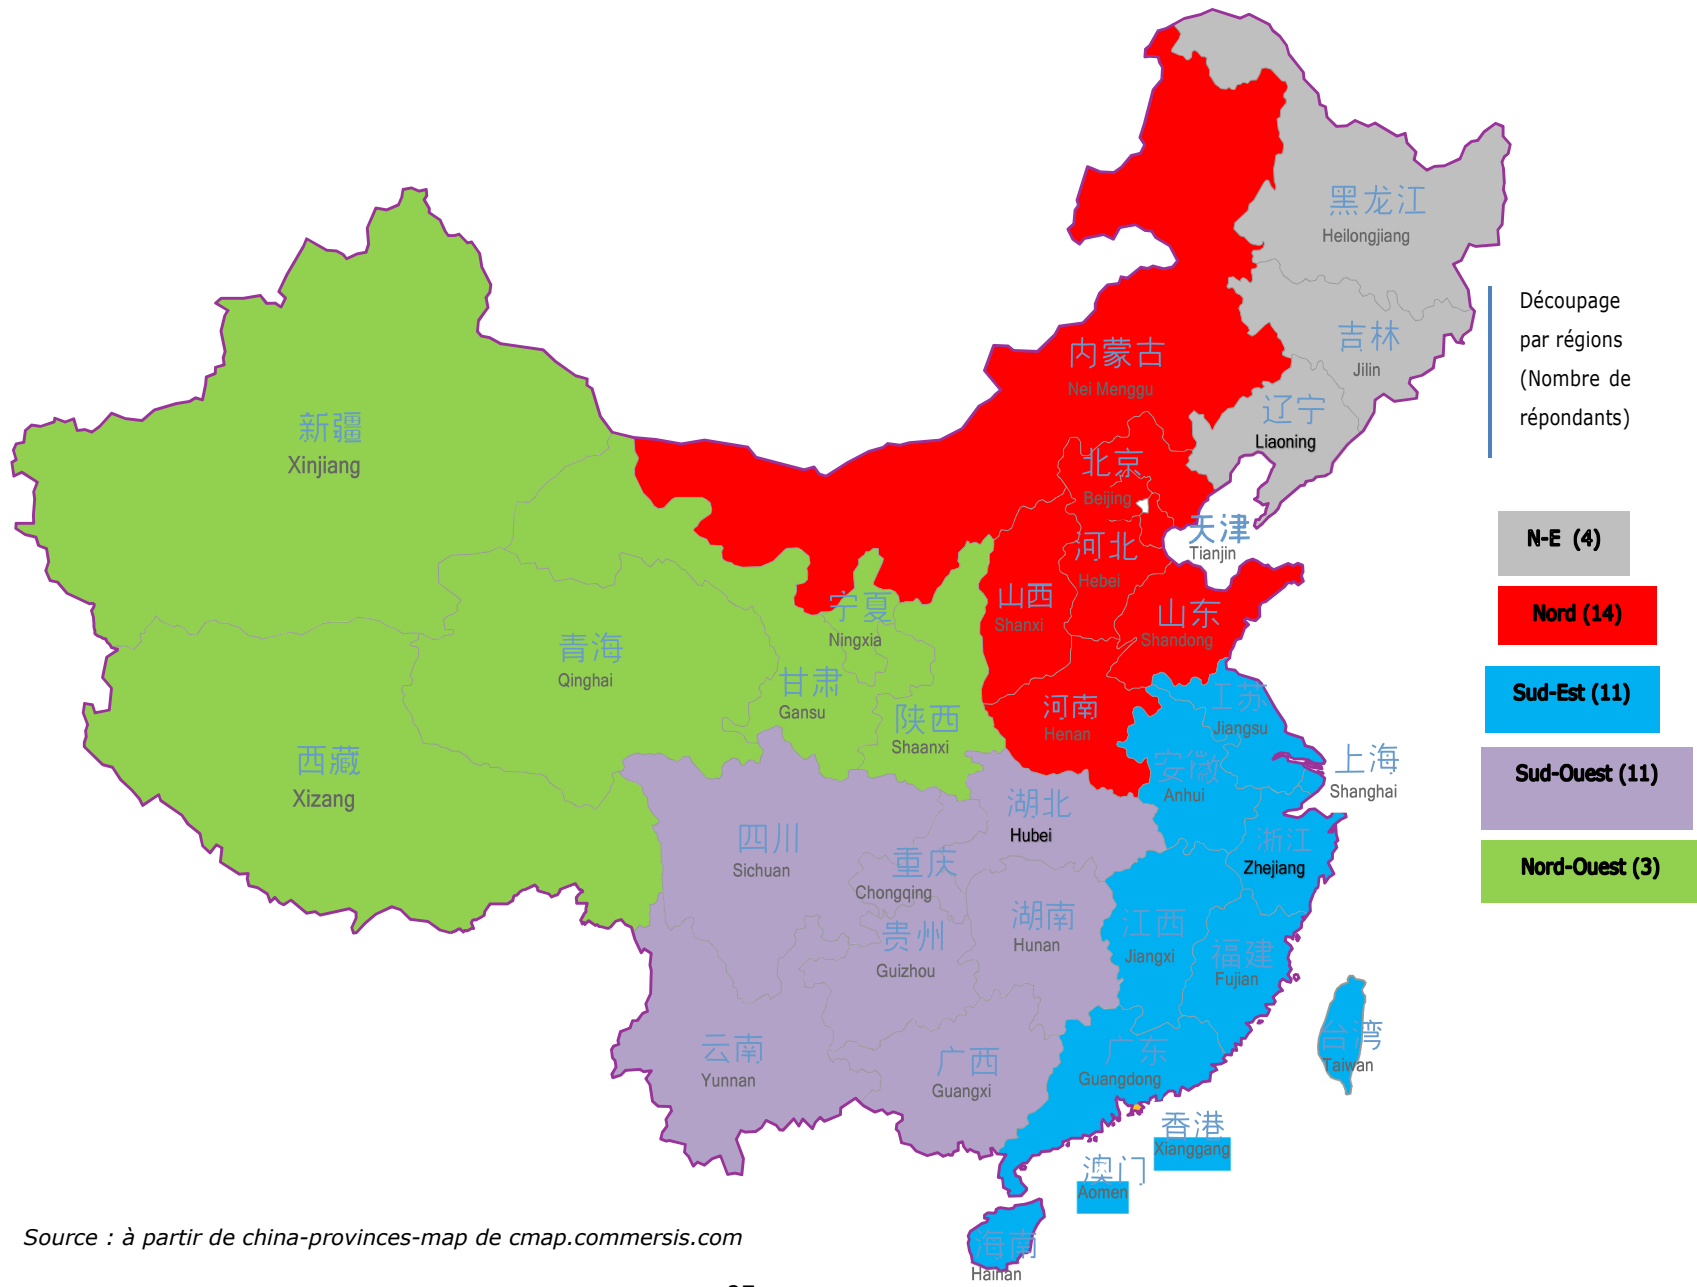 黑龙江
Heilongjiang
吉林
Jilin
辽宁
Liaoning
内蒙古
Nei Menggu
新疆
Xinjiang
北京
Beijing
天津
Tianjin
河北
Hebei
山西
Shanxi
山东
Shandong
宁夏
Ningxia
青海
Qinghai
甘肃
Gansu
陕西
Shaanxi
河南
Henan
江苏
Jiangsu
西藏
Xizang
安徽
Anhui
上海
Shanghai
湖北
Hubei
四川
Sichuan
重庆
Chongqing
浙江
Zhejiang
湖南
Hunan
江西
Jiangxi
贵州
Guizhou
福建
Fujian
云南
Yunnan
广西
Guangxi
广东
Guangdong
台湾
Taiwan
香港
Xianggang
澳门
Aomen
海南
Hainan
Découpage
par régions
(Nombre de
répondants)
N-E (4)
Nord (14)
Sud-Est (11)
Sud-Ouest (11)
Nord-Ouest (3)
Source : à partir de china-provinces-map de cmap.commersis.com